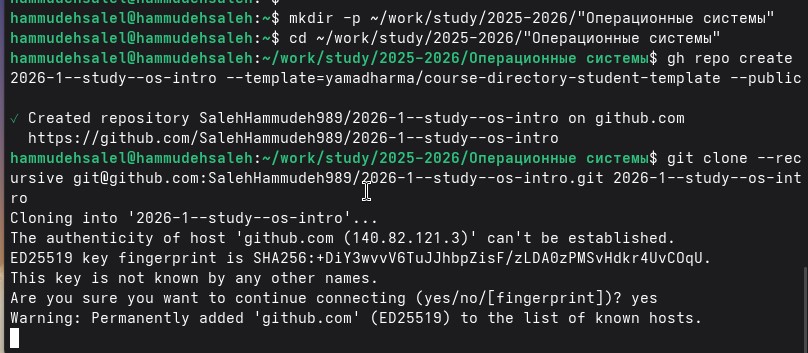 hammudehsalel@hammudehsalel:~$
hammudehsalel@hammudehsalel:~$ mkdir -p ~/work/study/2025-2026/"Операционные системы"
hammudehsalel@hammudehsalel:~$ cd ~/work/study/2025-2026/"Операционные системы"
hammudehsalel@hammudehsalel:~/work/study/2025-2026/Операционные системы$ gh repo create
2026-1--study--os-intro --template=yamadharma/course-directory-student-template --public
✓ Created repository SalehHammudeh989/2026-1--study--os-intro on github.com
https://github.com/SalehHammudeh989/2026-1--study--os-intro
hammudehsalel@hammudehsalel:~/work/study/2025-2026/Операционные системы$ git clone --rec
ursive git@github.com:SalehHammudeh989/2026-1--study--os-intro.git 2026-1--study--os-int
ro
Cloning into '2026-1--study--os-intro'...
The authenticity of host 'github.com (140.82.121.3)' can't be established.
ED25519 key fingerprint is SHA256:+DiY3wvvV6TuJJhbpZisF/zLDA0zPMSvHdkr4UvCOqU.
This key is not known by any other names.
Are you sure you want to continue connecting (yes/no/[fingerprint])? yes
Warning: Permanently added 'github.com' (ED25519) to the list of known hosts.